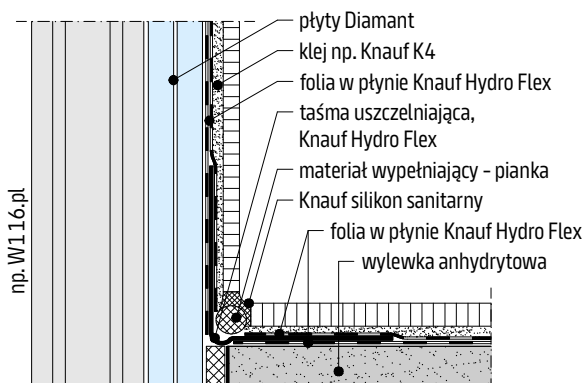 płyty Diamant
klej np. Knauf K4
folia w płynie Knauf Hydro Flex
taśma uszczelniająca,
Knauf Hydro Flex
materiał wypełniający - pianka
Knauf silikon sanitarny
folia w płynie Knauf Hydro Flex
wylewka anhydrytowa
np. W116.pl